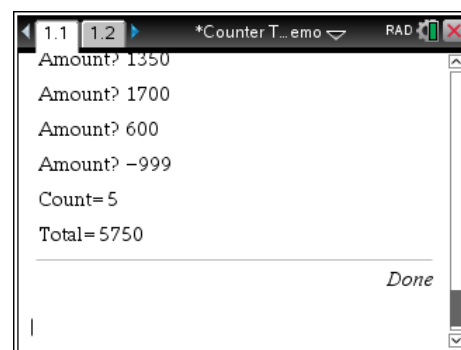 1.1 1.2 *Counter T...emo RAD
Amount? 1350
Amount? 1700
Amount? 600
Amount? −999
Count=5
Total=5750
Done